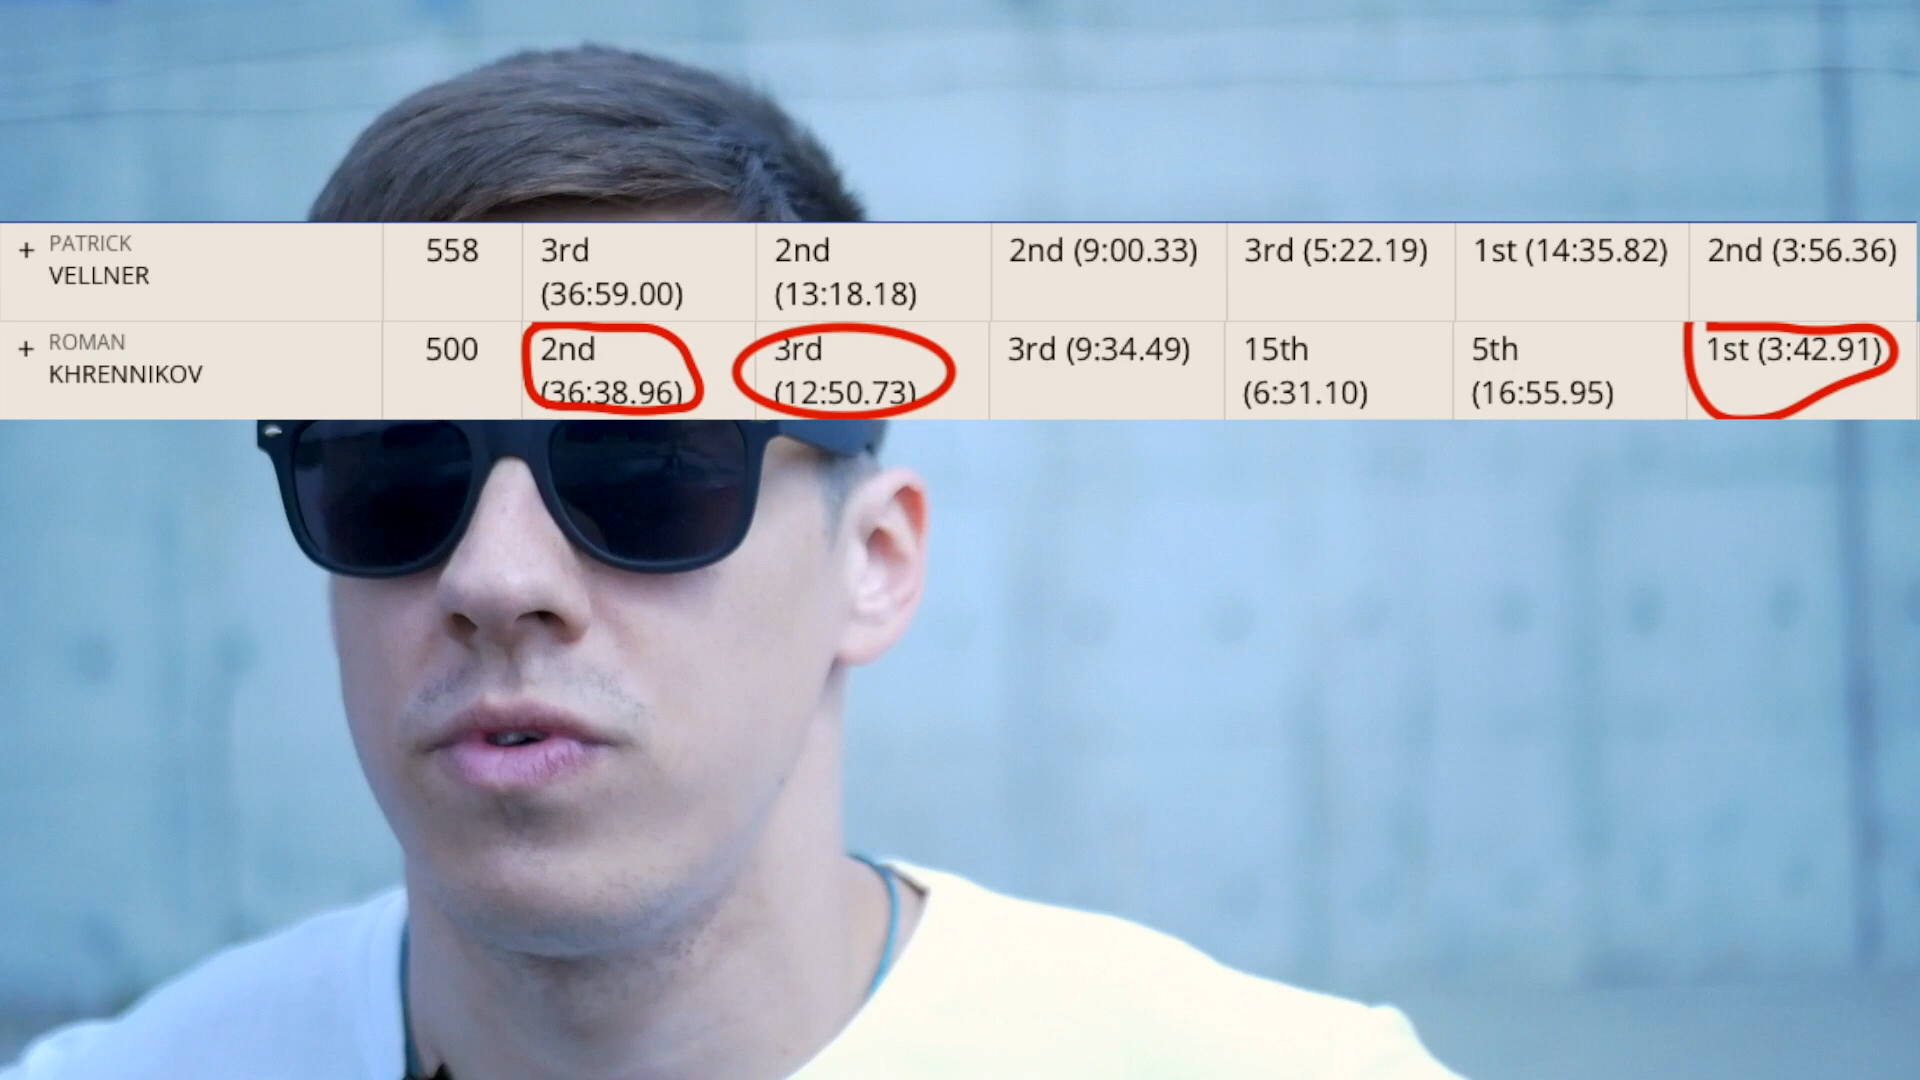 + PATRICK VELLNER 558 3rd (36:59.00) 2nd (13:18.18) 2nd (9:00.33) 3rd (5:22.19) 1st (14:35.82) 2nd (3:56.36)
+ ROMAN KHRENNIKOV 500 2nd (36:38.96) 3rd (12:50.73) 3rd (9:34.49) 15th (6:31.10) 5th (16:55.95) 1st (3:42.91)